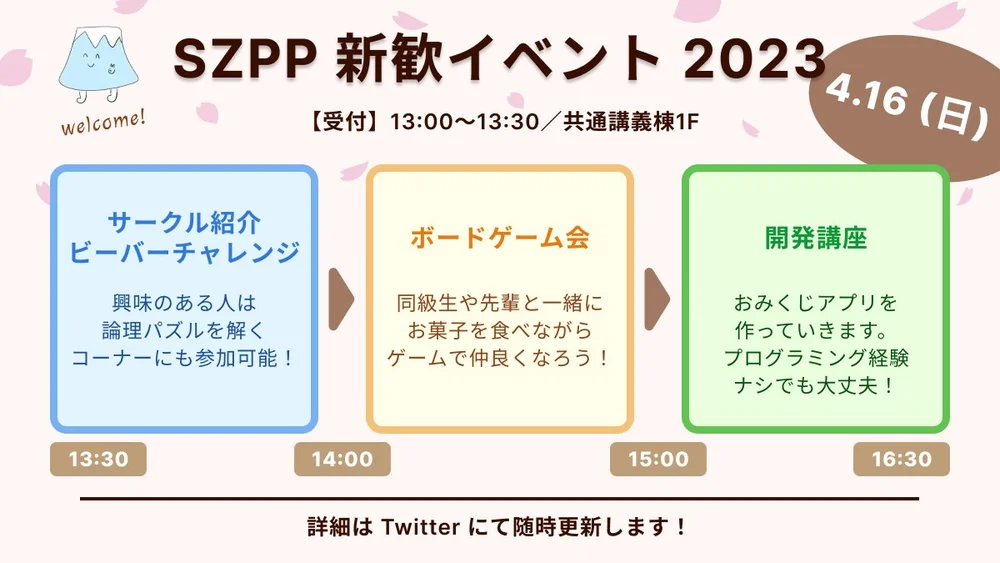 SZPP 新歓イベント 2023
4.16 (日)
welcome!
【受付】13:00〜13:30／共通講義棟1F
サークル紹介
ビーバーチャレンジ
興味のある人は
論理パズルを解く
コーナーにも参加可能！
ボードゲーム会
同級生や先輩と一緒に
お菓子を食べながら
ゲームで仲良くなろう！
開発講座
おみくじアプリを
作っていきます。
プログラミング経験
ナシでも大丈夫！
13:30
14:00
15:00
16:30
詳細は Twitter にて随時更新します！